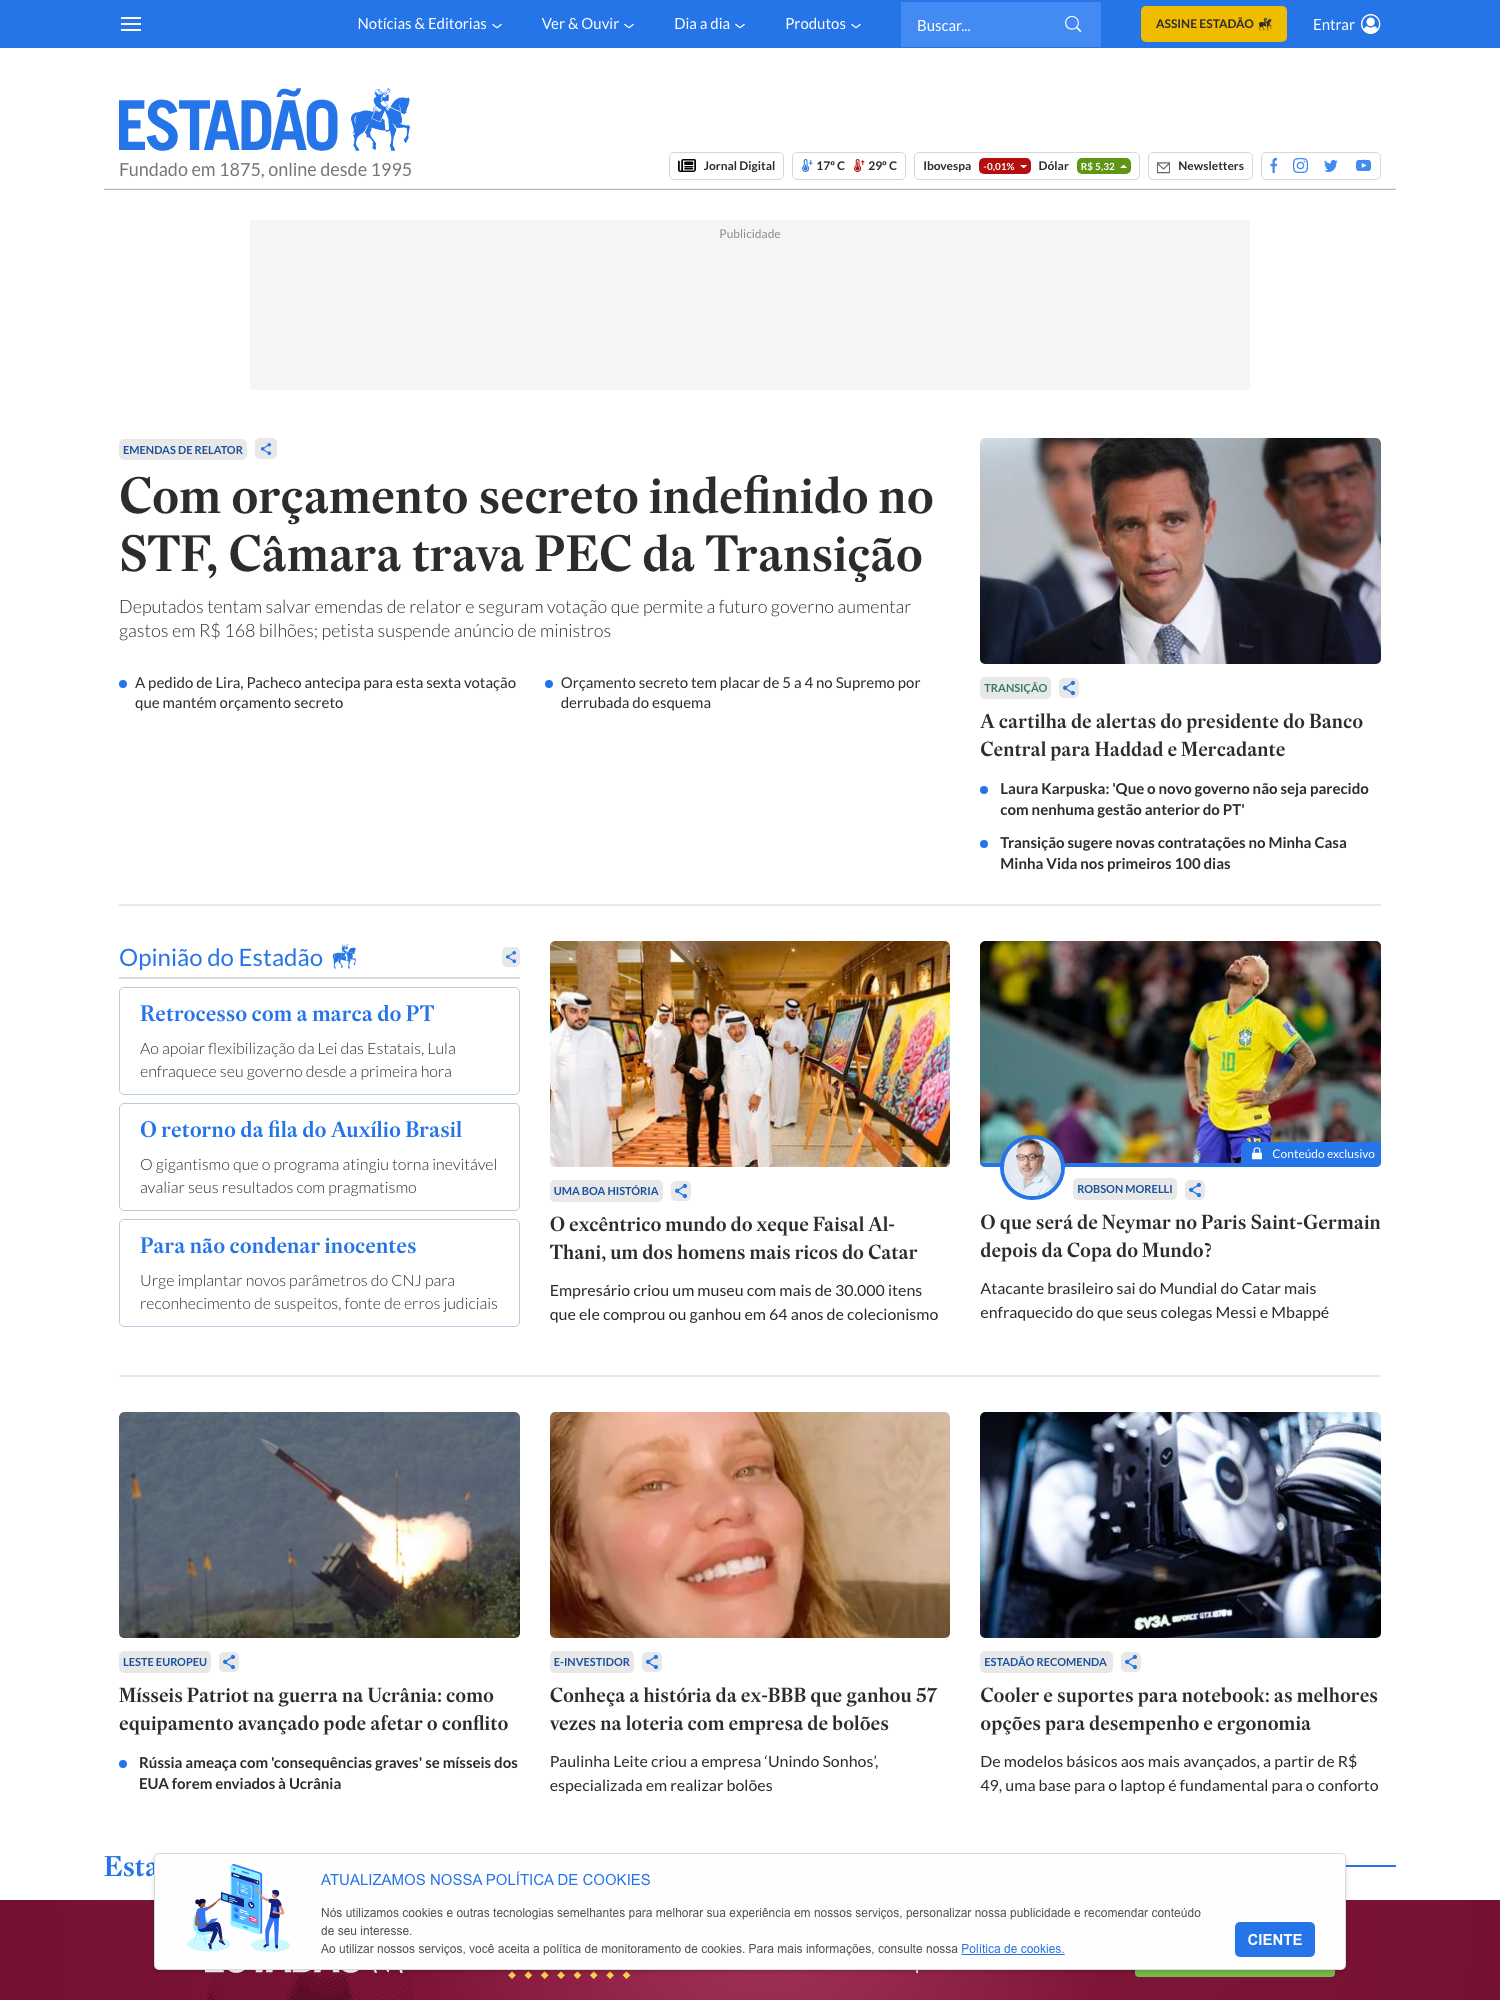 Notícias & Editorias
Ver & Ouvir
Dia a dia
Produtos
Buscar...
ASSINE ESTADÃO
Entrar
ESTADÃO
Fundado em 1875, online desde 1995
Jornal Digital
17º C 29º C
Ibovespa -0,01% Dólar R$ 5,32
Newsletters
Publicidade
EMENDAS DE RELATOR
Com orçamento secreto indefinido no
STF, Câmara trava PEC da Transição
Deputados tentam salvar emendas de relator e seguram votação que permite a futuro governo aumentar
gastos em R$ 168 bilhões; petista suspende anúncio de ministros
A pedido de Lira, Pacheco antecipa para esta sexta votação
que mantém orçamento secreto
Orçamento secreto tem placar de 5 a 4 no Supremo por
derrubada do esquema
TRANSIÇÃO
A cartilha de alertas do presidente do Banco
Central para Haddad e Mercadante
Laura Karpuska: 'Que o novo governo não seja parecido
com nenhuma gestão anterior do PT'
Transição sugere novas contratações no Minha Casa
Minha Vida nos primeiros 100 dias
Opinião do Estadão
Retrocesso com a marca do PT
Ao apoiar flexibilização da Lei das Estatais, Lula
enfraquece seu governo desde a primeira hora
O retorno da fila do Auxílio Brasil
O gigantismo que o programa atingiu torna inevitável
avaliar seus resultados com pragmatismo
Para não condenar inocentes
Urge implantar novos parâmetros do CNJ para
reconhecimento de suspeitos, fonte de erros judiciais
UMA BOA HISTÓRIA
O excêntrico mundo do xeque Faisal Al-
Thani, um dos homens mais ricos do Catar
Empresário criou um museu com mais de 30.000 itens
que ele comprou ou ganhou em 64 anos de colecionismo
10
Conteúdo exclusivo
ROBSON MORELLI
O que será de Neymar no Paris Saint-Germain
depois da Copa do Mundo?
Atacante brasileiro sai do Mundial do Catar mais
enfraquecido do que seus colegas Messi e Mbappé
LESTE EUROPEU
Mísseis Patriot na guerra na Ucrânia: como
equipamento avançado pode afetar o conflito
Rússia ameaça com 'consequências graves' se mísseis dos
EUA forem enviados à Ucrânia
E-INVESTIDOR
Conheça a história da ex-BBB que ganhou 57
vezes na loteria com empresa de bolões
Paulinha Leite criou a empresa ‘Unindo Sonhos’,
especializada em realizar bolões
EVGA GEFORCE GTX
ESTADÃO RECOMENDA
Cooler e suportes para notebook: as melhores
opções para desempenho e ergonomia
De modelos básicos aos mais avançados, a partir de R$
49, uma base para o laptop é fundamental para o conforto
Esta
ATUALIZAMOS NOSSA POLÍTICA DE COOKIES
Nós utilizamos cookies e outras tecnologias semelhantes para melhorar sua experiência em nossos serviços, personalizar nossa publicidade e recomendar conteúdo
de seu interesse.
Ao utilizar nossos serviços, você aceita a política de monitoramento de cookies. Para mais informações, consulte nossa Política de cookies.
CIENTE